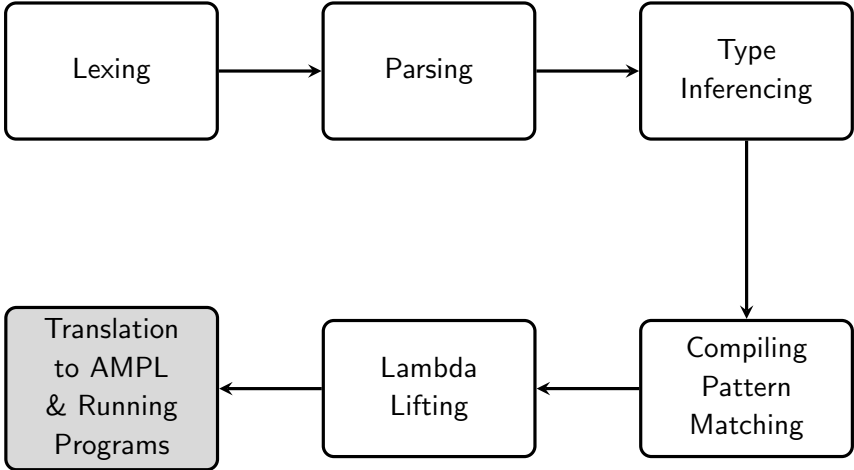 Lexing
Parsing
Type
Inferencing
Translation
to AMPL
& Running
Programs
Lambda
Lifting
Compiling
Pattern
Matching